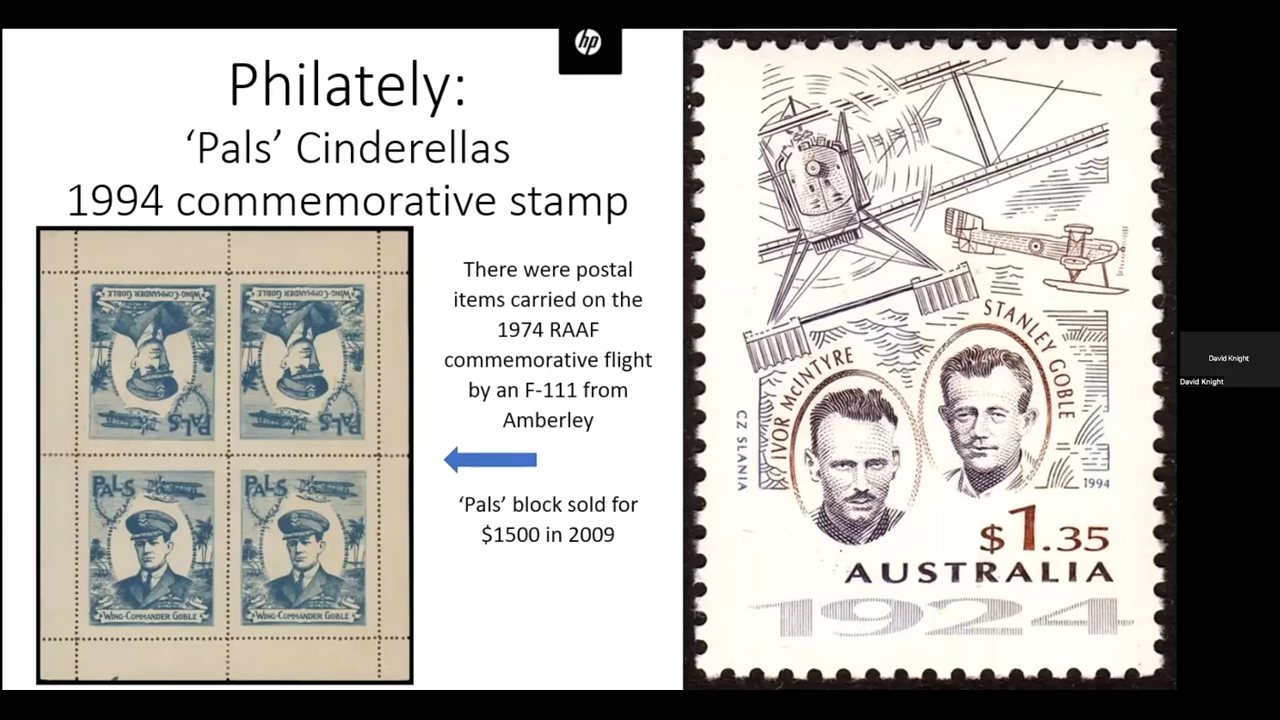 hp
Philately:
‘Pals’ Cinderellas
1994 commemorative stamp
There were postal
items carried on the
1974 RAAF
commemorative flight
by an F-111 from
Amberley
‘Pals’ block sold for
$1500 in 2009
WING-COMMANDER GOBLE
WING-COMMANDER GOBLE
PALS
PALS
PALS
PALS
WING-COMMANDER GOBLE
WING-COMMANDER GOBLE
IVOR McINTYRE
STANLEY GOBLE
CZ SLANIA
1994
$1.35
AUSTRALIA
1924
David Knight
David Knight